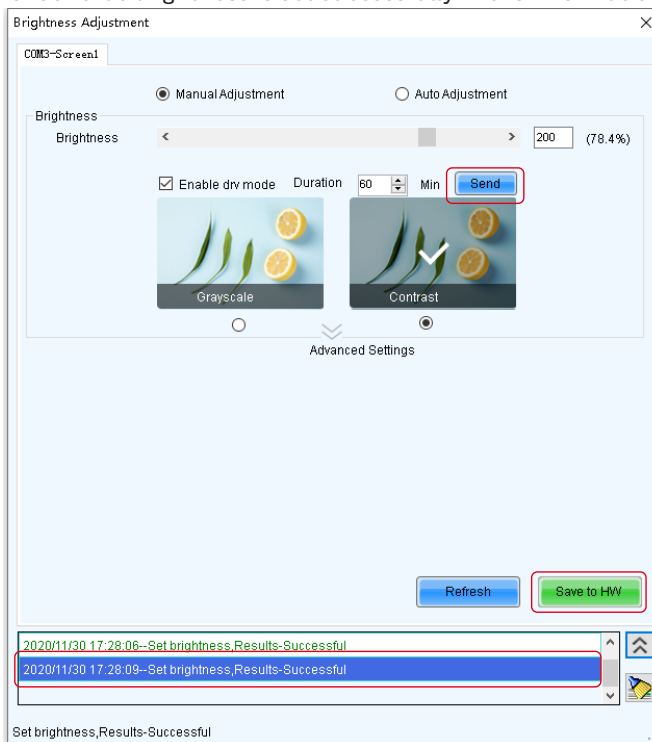 Brightness Adjustment
COM3-Screen1
Manual Adjustment Auto Adjustment
Brightness
Brightness 200 (78.4%)
Enable drv mode Duration 60 Min Send
Grayscale Contrast
Advanced Settings
Refresh Save to HW
2020/11/30 17:28:06--Set brightness,Results-Successful
2020/11/30 17:28:09--Set brightness,Results-Successful
Set brightness,Results-Successful